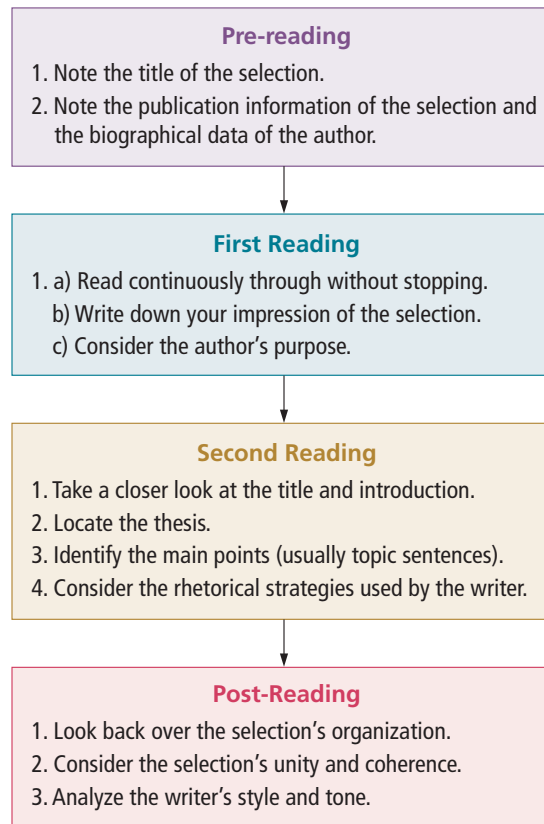 Pre-reading
1. Note the title of the selection.
2. Note the publication information of the selection and
the biographical data of the author.
First Reading
1. a) Read continuously through without stopping.
b) Write down your impression of the selection.
c) Consider the author's purpose.
Second Reading
1. Take a closer look at the title and introduction.
2. Locate the thesis.
3. Identify the main points (usually topic sentences).
4. Consider the rhetorical strategies used by the writer.
Post-Reading
1. Look back over the selection's organization.
2. Consider the selection's unity and coherence.
3. Analyze the writer's style and tone.